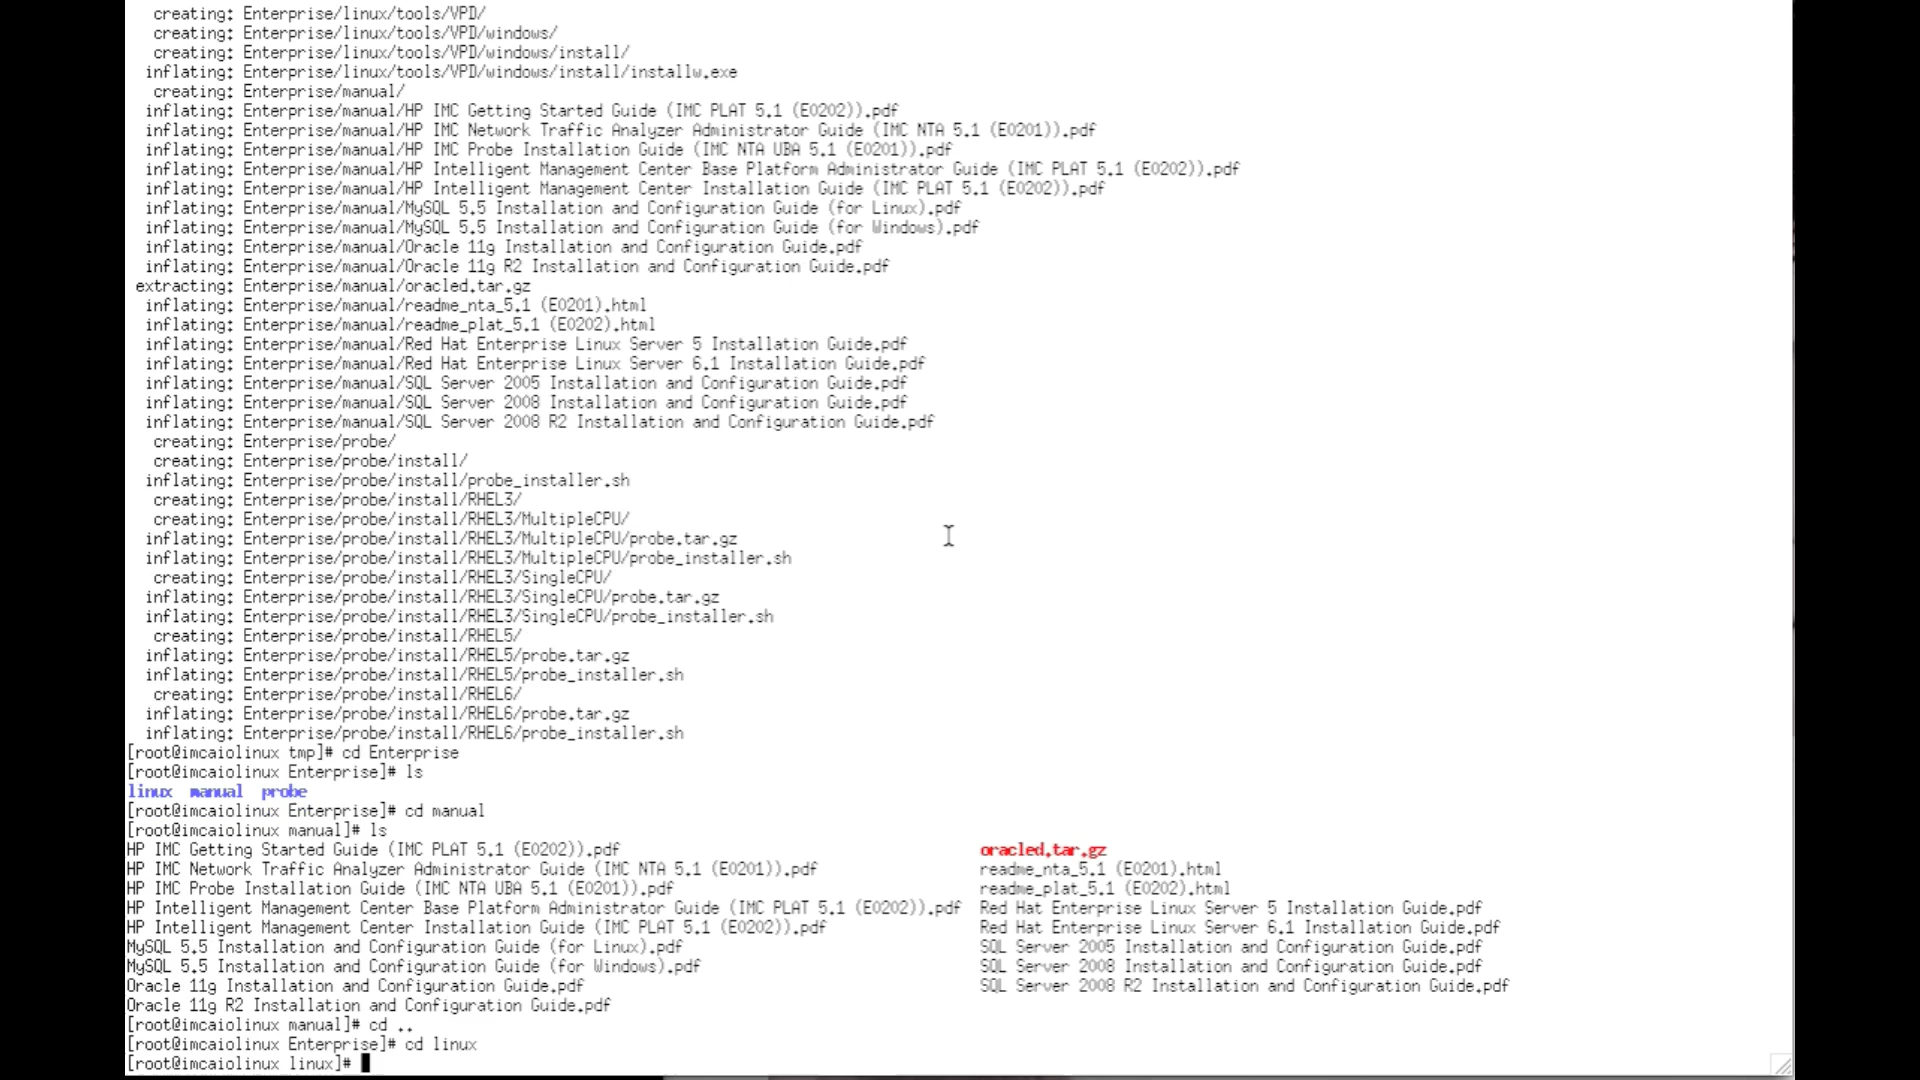 creating: Enterprise/linux/tools/VPD/
creating: Enterprise/linux/tools/VPD/windows/
creating: Enterprise/linux/tools/VPD/windows/install/
inflating: Enterprise/linux/tools/VPD/windows/install/installw.exe
creating: Enterprise/manual/
inflating: Enterprise/manual/HP IMC Getting Started Guide (IMC PLAT 5.1 (E0202)).pdf
inflating: Enterprise/manual/HP IMC Network Traffic Analyzer Administrator Guide (IMC NTA 5.1 (E0201)).pdf
inflating: Enterprise/manual/HP IMC Probe Installation Guide (IMC NTA UBA 5.1 (E0201)).pdf
inflating: Enterprise/manual/HP Intelligent Management Center Base Platform Administrator Guide (IMC PLAT 5.1 (E0202)).pdf
inflating: Enterprise/manual/HP Intelligent Management Center Installation Guide (IMC PLAT 5.1 (E0202)).pdf
inflating: Enterprise/manual/MySQL 5.5 Installation and Configuration Guide (for Linux).pdf
inflating: Enterprise/manual/MySQL 5.5 Installation and Configuration Guide (for Windows).pdf
inflating: Enterprise/manual/Oracle 11g Installation and Configuration Guide.pdf
inflating: Enterprise/manual/Oracle 11g R2 Installation and Configuration Guide.pdf
extracting: Enterprise/manual/oracled.tar.gz
inflating: Enterprise/manual/readme_nta_5.1 (E0201).html
inflating: Enterprise/manual/readme_plat_5.1 (E0202).html
inflating: Enterprise/manual/Red Hat Enterprise Linux Server 5 Installation Guide.pdf
inflating: Enterprise/manual/Red Hat Enterprise Linux Server 6.1 Installation Guide.pdf
inflating: Enterprise/manual/SQL Server 2005 Installation and Configuration Guide.pdf
inflating: Enterprise/manual/SQL Server 2008 Installation and Configuration Guide.pdf
inflating: Enterprise/manual/SQL Server 2008 R2 Installation and Configuration Guide.pdf
creating: Enterprise/probe/
creating: Enterprise/probe/install/
inflating: Enterprise/probe/install/probe_installer.sh
creating: Enterprise/probe/install/RHEL3/
creating: Enterprise/probe/install/RHEL3/MultipleCPU/
inflating: Enterprise/probe/install/RHEL3/MultipleCPU/probe.tar.gz
inflating: Enterprise/probe/install/RHEL3/MultipleCPU/probe_installer.sh
creating: Enterprise/probe/install/RHEL3/SingleCPU/
inflating: Enterprise/probe/install/RHEL3/SingleCPU/probe.tar.gz
inflating: Enterprise/probe/install/RHEL3/SingleCPU/probe_installer.sh
creating: Enterprise/probe/install/RHEL5/
inflating: Enterprise/probe/install/RHEL5/probe.tar.gz
inflating: Enterprise/probe/install/RHEL5/probe_installer.sh
creating: Enterprise/probe/install/RHEL6/
inflating: Enterprise/probe/install/RHEL6/probe.tar.gz
inflating: Enterprise/probe/install/RHEL6/probe_installer.sh
[root@imcaiolinux tmp]# cd Enterprise
[root@imcaiolinux Enterprise]# ls
linux manual probe
[root@imcaiolinux Enterprise]# cd manual
[root@imcaiolinux manual]# ls
HP IMC Getting Started Guide (IMC PLAT 5.1 (E0202)).pdf oracled.tar.gz
HP IMC Network Traffic Analyzer Administrator Guide (IMC NTA 5.1 (E0201)).pdf readme_nta_5.1 (E0201).html
HP IMC Probe Installation Guide (IMC NTA UBA 5.1 (E0201)).pdf readme_plat_5.1 (E0202).html
HP Intelligent Management Center Base Platform Administrator Guide (IMC PLAT 5.1 (E0202)).pdf Red Hat Enterprise Linux Server 5 Installation Guide.pdf
HP Intelligent Management Center Installation Guide (IMC PLAT 5.1 (E0202)).pdf Red Hat Enterprise Linux Server 6.1 Installation Guide.pdf
MySQL 5.5 Installation and Configuration Guide (for Linux).pdf SQL Server 2005 Installation and Configuration Guide.pdf
MySQL 5.5 Installation and Configuration Guide (for Windows).pdf SQL Server 2008 Installation and Configuration Guide.pdf
Oracle 11g Installation and Configuration Guide.pdf SQL Server 2008 R2 Installation and Configuration Guide.pdf
Oracle 11g R2 Installation and Configuration Guide.pdf
[root@imcaiolinux manual]# cd ..
[root@imcaiolinux Enterprise]# cd linux
[root@imcaiolinux linux]#